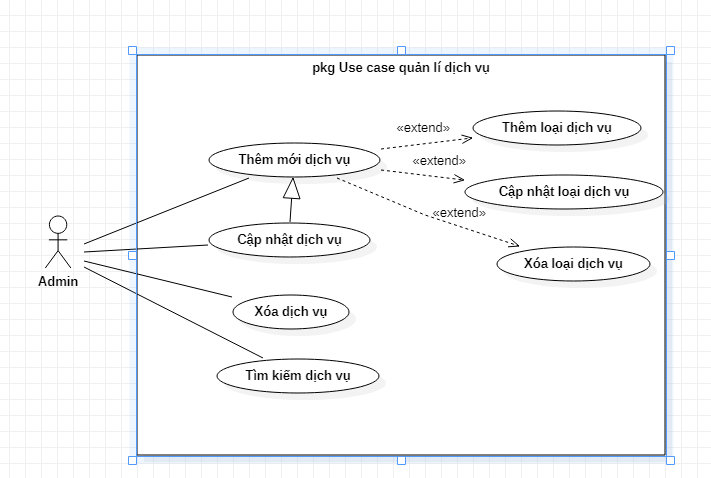 pkg Use case quản lí dịch vụ
«extend»
Thêm loại dịch vụ
Thêm mới dịch vụ
«extend»
Cập nhật loại dịch vụ
«extend»
Cập nhật dịch vụ
Xóa loại dịch vụ
Admin
Xóa dịch vụ
Tìm kiếm dịch vụ